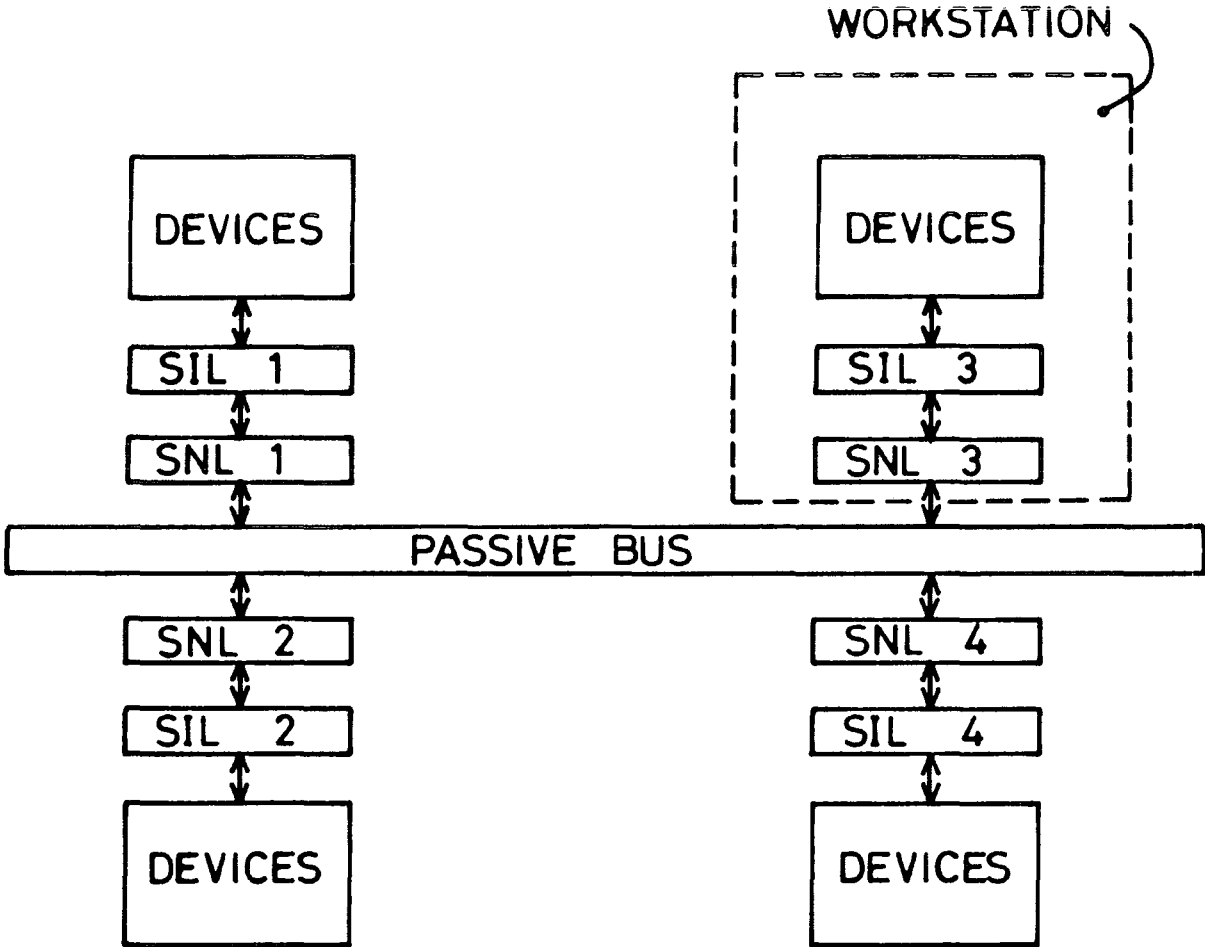 WORKSTATION
DEVICES
DEVICES
SIL 1
SIL 3
SNL 1
SNL 3
PASSIVE BUS
SNL 2
SNL 4
SIL 2
SIL 4
DEVICES
DEVICES